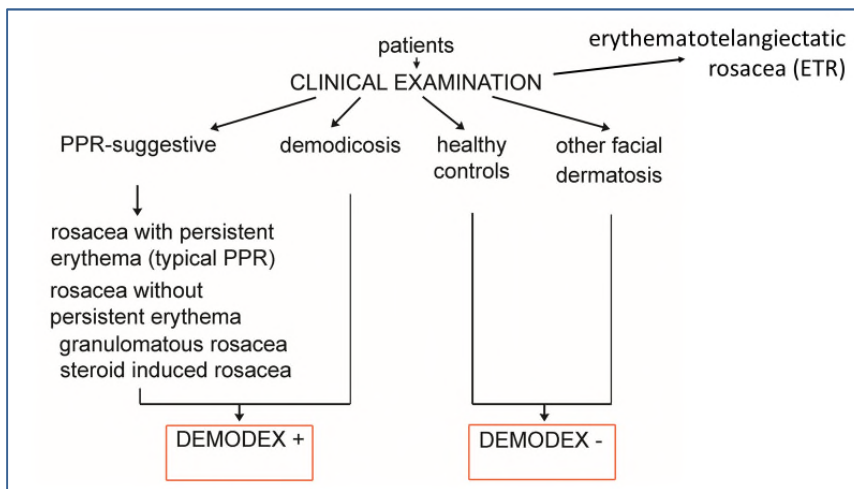 patients
CLINICAL EXAMINATION
erythematotelangiectatic
rosacea (ETR)
PPR-suggestive
demodicosis
healthy
controls
other facial
dermatosis
rosacea with persistent
erythema (typical PPR)
rosacea without
persistent erythema
granulomatous rosacea
steroid induced rosacea
DEMODEX +
DEMODEX -